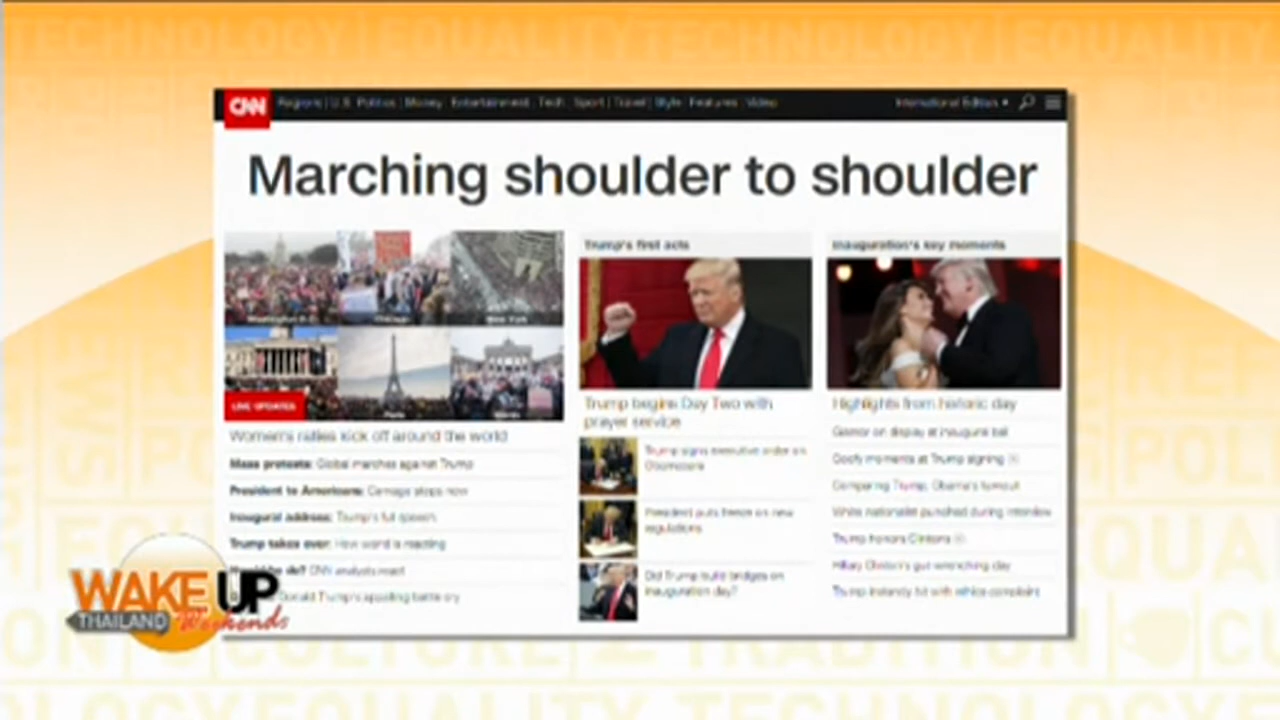 TECHNOLOGY EQUALITY TECHNOLOGY EQUALITY
CNN Regions U.S. Politics Money Entertainment Tech Sport Travel Style Features Video International Edition
Marching shoulder to shoulder
Washington D.C. Chicago New York
Paris
LIVE UPDATES
Women's rallies kick off around the world
Mass protests: Global marches against Trump
President to Americans: Carnage stops now
Inaugural address: Trump's full speech
Trump takes over: How world is reacting
CNN analysts react
Donald Trump's appalling battle cry
Trump's first acts
Trump begins Day Two with
prayer service
Trump signs executive order on
Obamacare
President puts freeze on new
regulations
Did Trump build bridges on
inauguration day?
Inauguration's key moments
Highlights from historic day
Glamor on display at inaugural ball
Goofy moments at Trump signing
Comparing Trump, Obama's turnout
White nationalist punched during interview
Trump honors Clintons
Hillary Clinton's gut-wrenching day
Trump instantly hit with ethics complaint
WAKE UP
THAILAND Weekends
POLI
EQUA
CULTURE
TRADITION
CU
EQUALITY